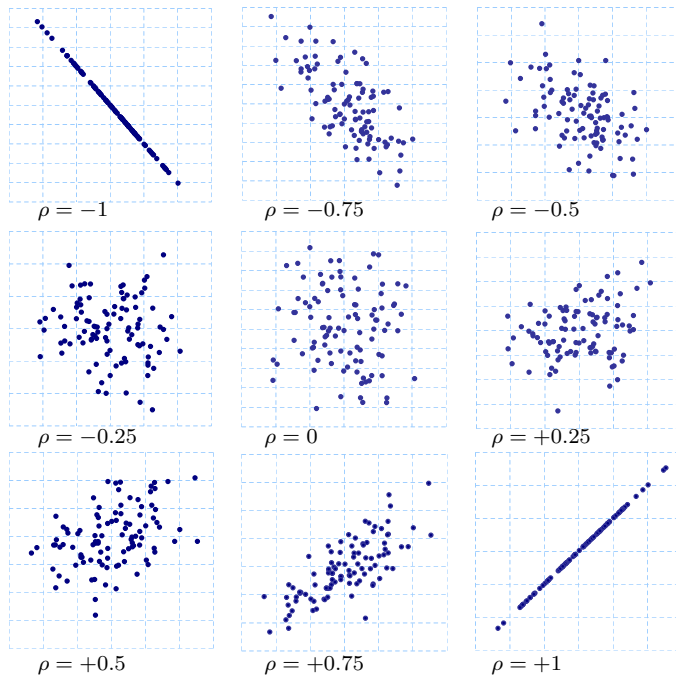 ρ = −1
ρ = −0.75
ρ = −0.5
ρ = −0.25
ρ = 0
ρ = +0.25
ρ = +0.5
ρ = +0.75
ρ = +1